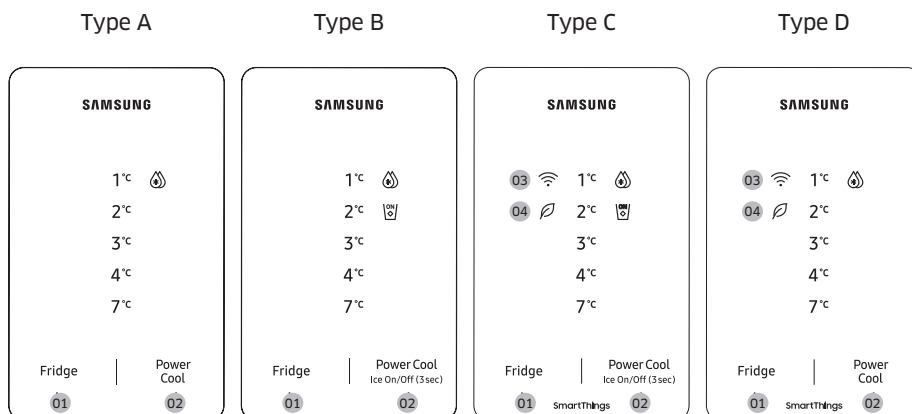 Type A
Type B
Type C
Type D
SAMSUNG
SAMSUNG
SAMSUNG
SAMSUNG
1°C
1°C
03 1°C
03 1°C
2°C
ON 2°C
04 2°C ON
04 2°C
3°C
3°C
3°C
3°C
4°C
4°C
4°C
4°C
7°C
7°C
7°C
7°C
Fridge
Power
Cool
Fridge
Power Cool
Ice On/Off (3 sec)
Fridge
Power Cool
Ice On/Off (3 sec)
Fridge
Power
Cool
01
02
01
02
01
SmartThings
02
01
SmartThings
02